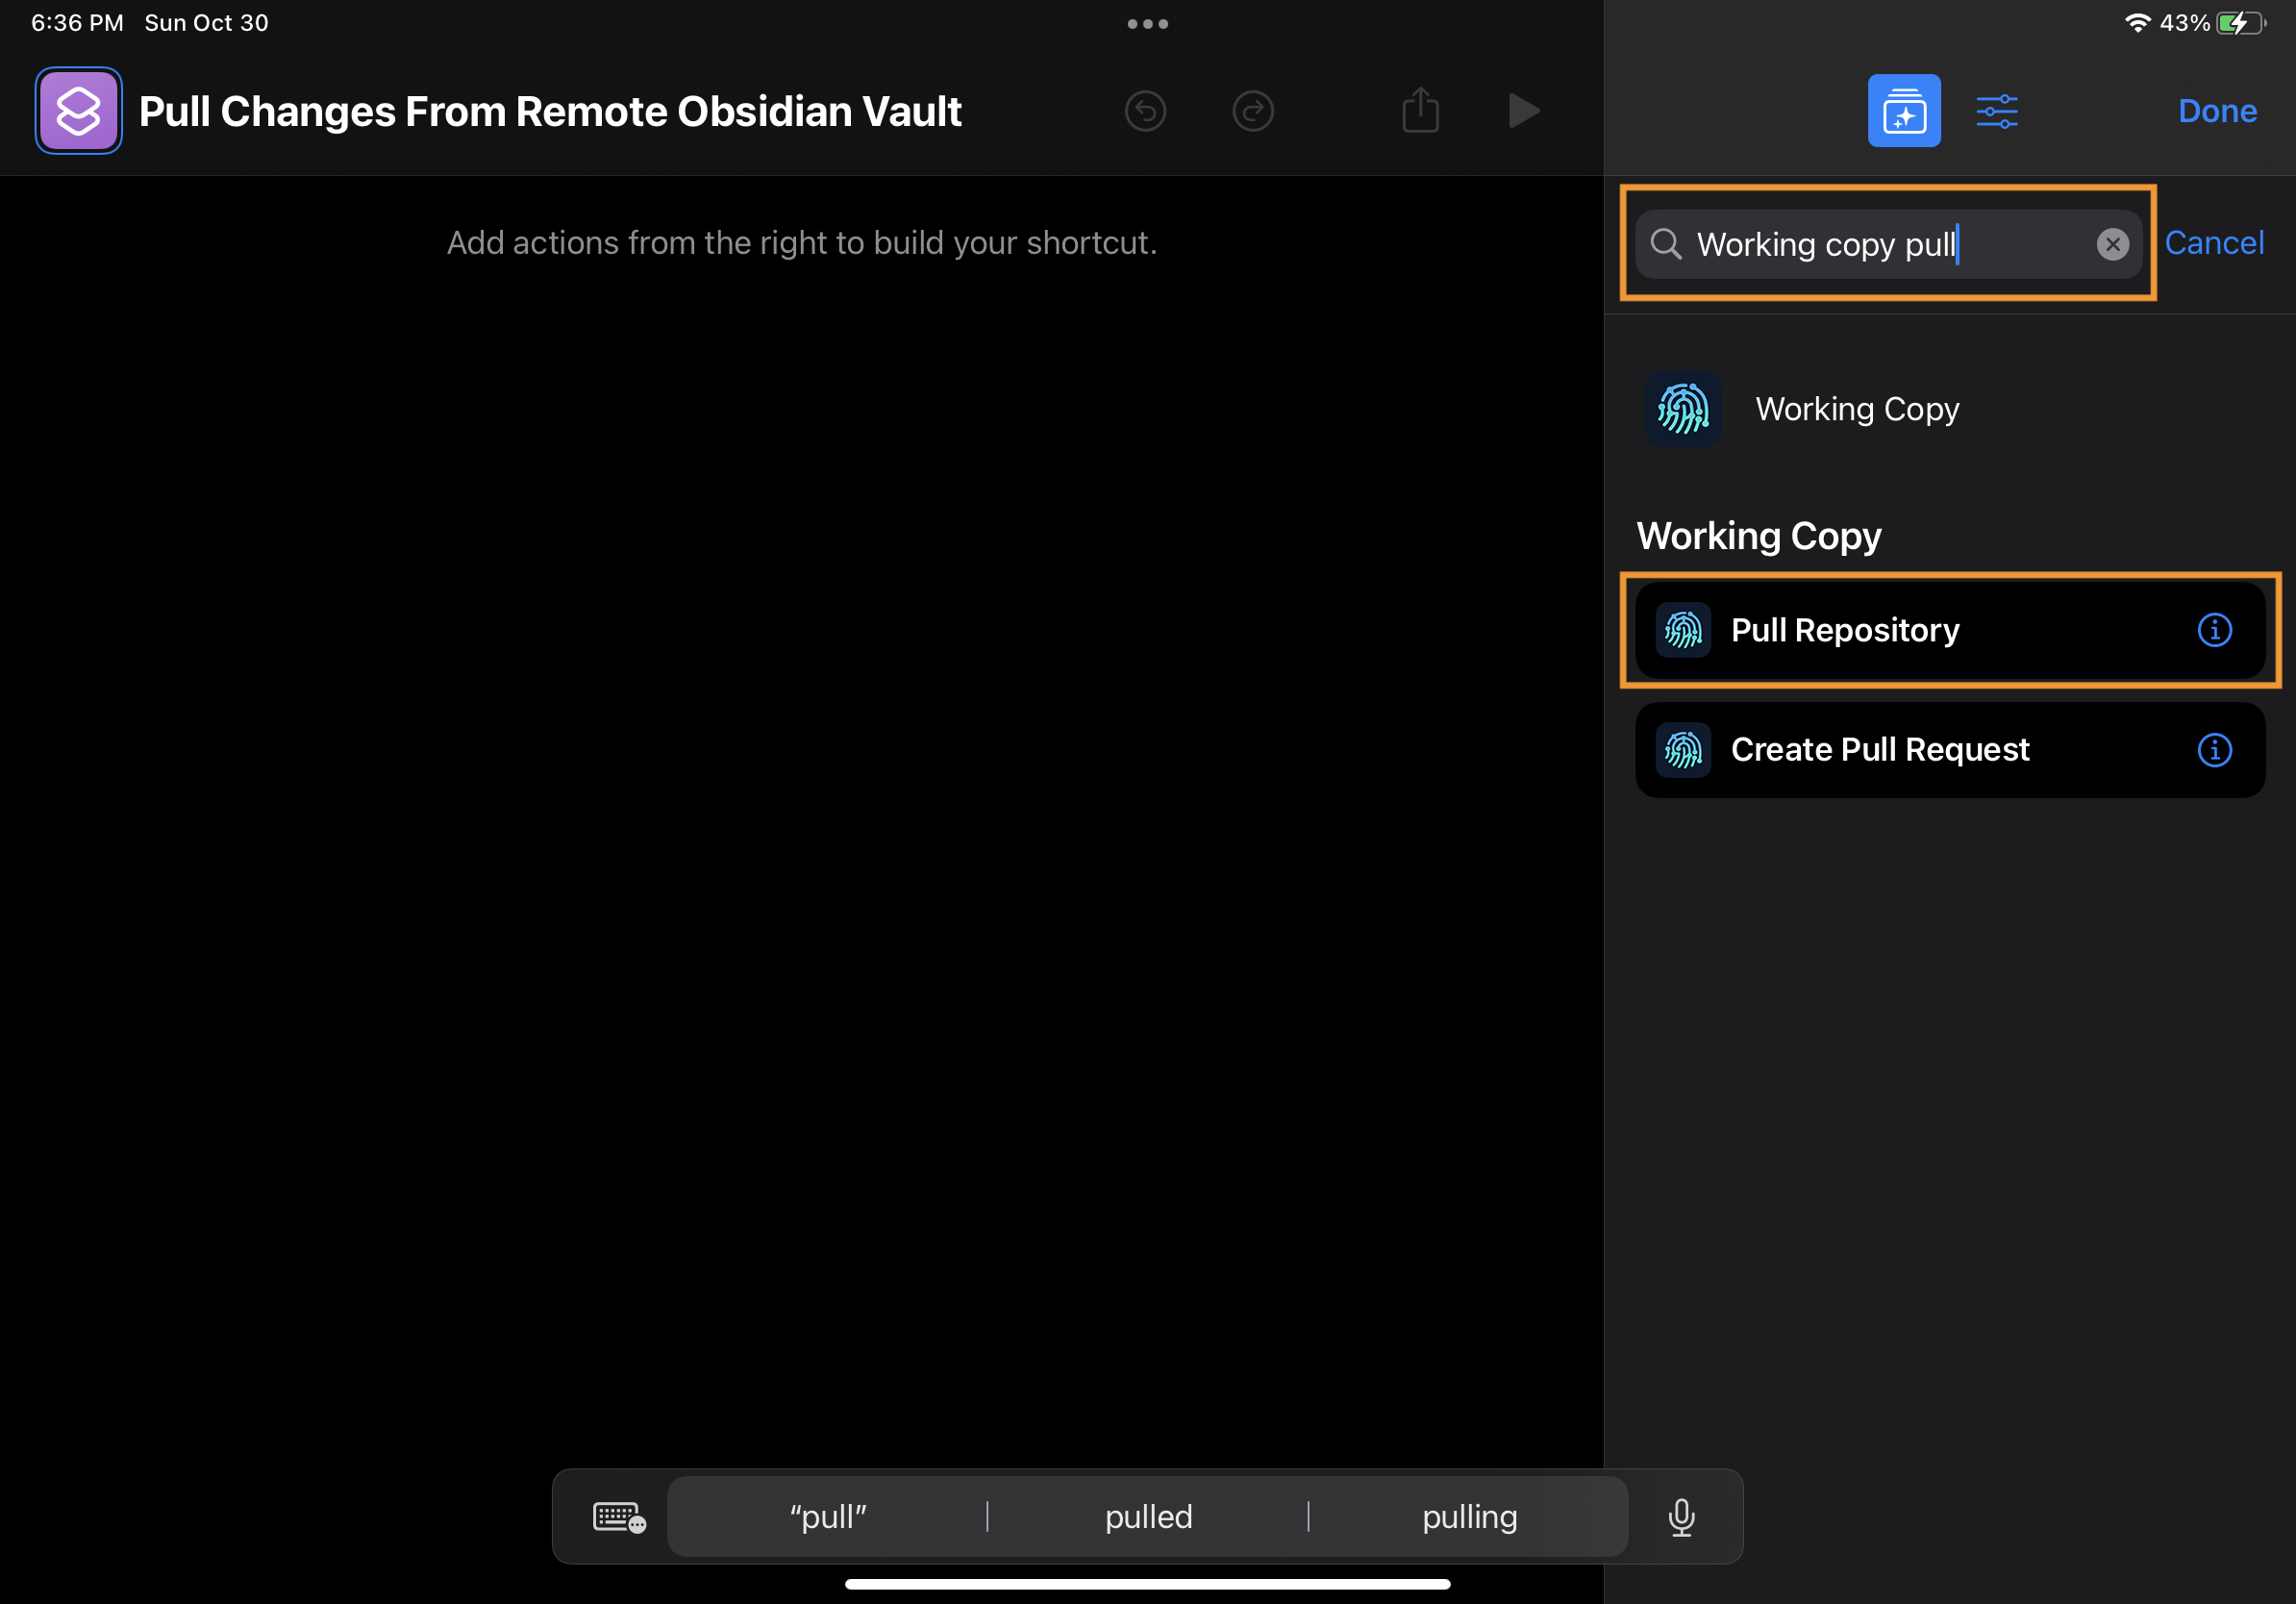 6:36 PM Sun Oct 30
43%
Pull Changes From Remote Obsidian Vault
Done
Add actions from the right to build your shortcut.
Working copy pull
Cancel
Working Copy
Working Copy
Pull Repository
Create Pull Request
“pull” pulled pulling